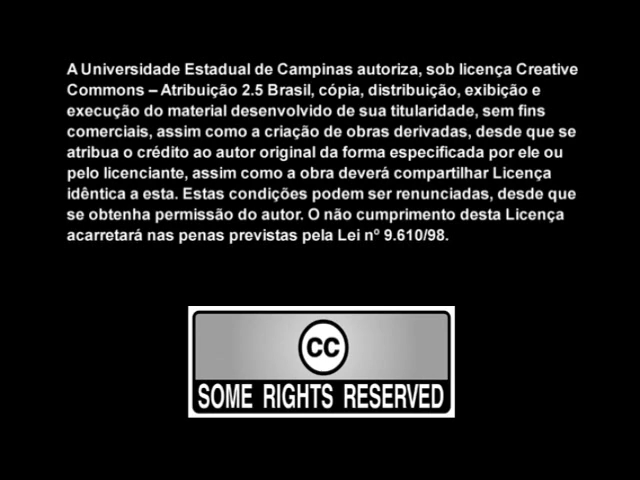 A Universidade Estadual de Campinas autoriza, sob licença Creative
Commons – Atribuição 2.5 Brasil, cópia, distribuição, exibição e
execução do material desenvolvido de sua titularidade, sem fins
comerciais, assim como a criação de obras derivadas, desde que se
atribua o crédito ao autor original da forma especificada por ele ou
pelo licenciante, assim como a obra deverá compartilhar Licença
idêntica a esta. Estas condições podem ser renunciadas, desde que
se obtenha permissão do autor. O não cumprimento desta Licença
acarretará nas penas previstas pela Lei nº 9.610/98.
CC
SOME RIGHTS RESERVED